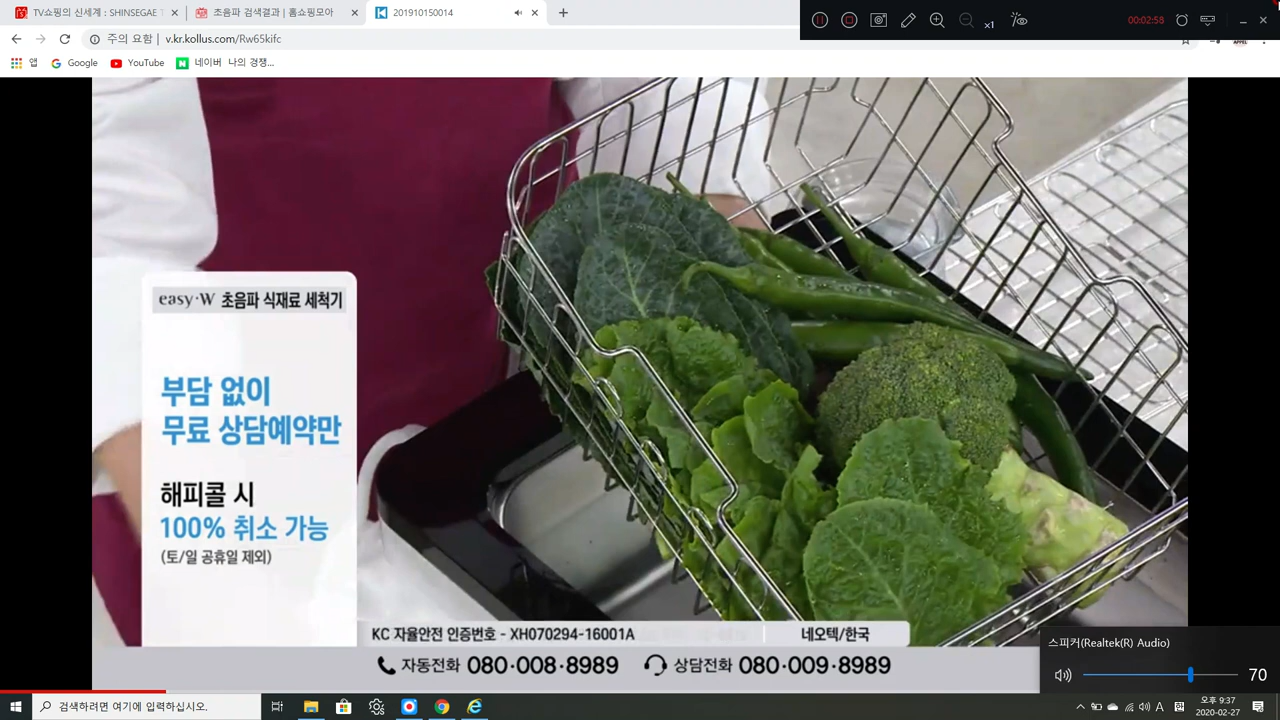 TV쇼핑의 신세계 : SHINSEGAE T
초음파 검색결과 | 홈쇼핑모아
201910150014
x1
00:02:58
주의 요함 | v.kr.kollus.com/Rw65kifc
앱
Google
YouTube
네이버
나의 경쟁...
easy·W 초음파 식재료 세척기
부담 없이
무료 상담예약만
해피콜 시
100% 취소 가능
(토/일 공휴일 제외)
KC 자율안전 인증번호 - XH070294-16001A
네오텍/한국
자동전화 080·008·8989
상담전화 080·009·8989
스피커(Realtek(R) Audio)
70
검색하려면 여기에 입력하십시오.
A
오후 9:37
2020-02-27